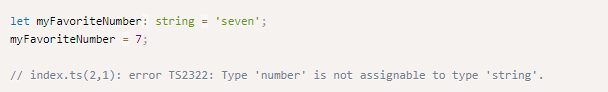 let myFavoriteNumber: string = 'seven';
myFavoriteNumber = 7;
// index.ts(2,1): error TS2322: Type 'number' is not assignable to type 'string'.